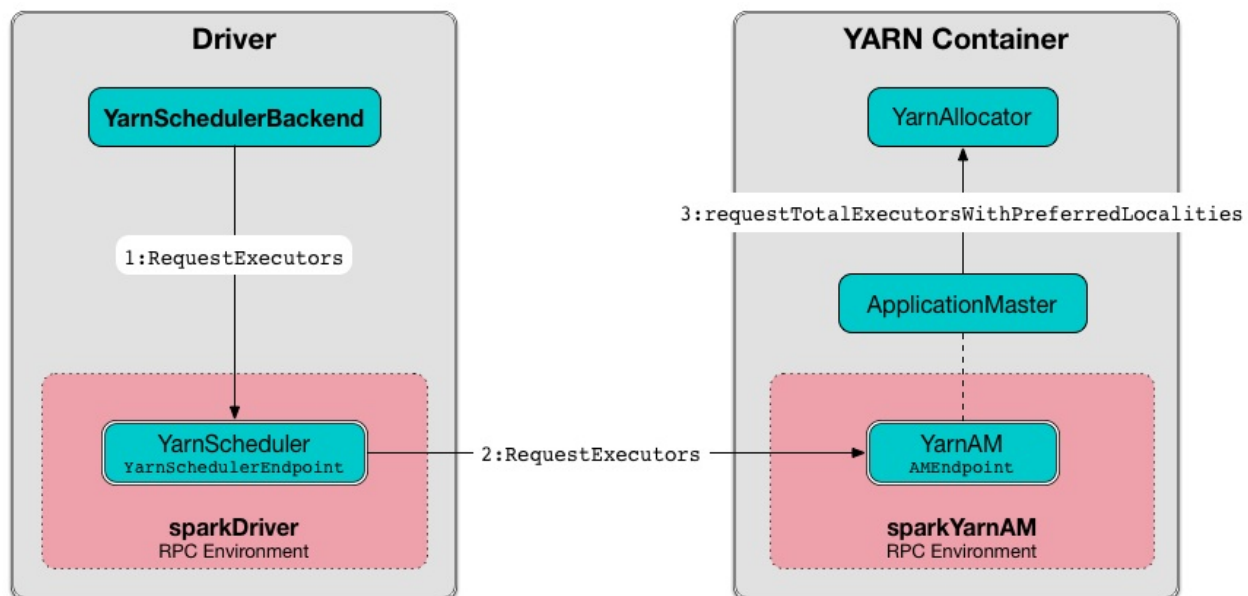 Driver
YarnSchedulerBackend
1:RequestExecutors
YarnScheduler
YarnSchedulerEndpoint
sparkDriver
RPC Environment
2:RequestExecutors
YARN Container
YarnAllocator
3:requestTotalExecutorsWithPreferredLocalities
ApplicationMaster
YarnAM
AMEndpoint
sparkYarnAM
RPC Environment